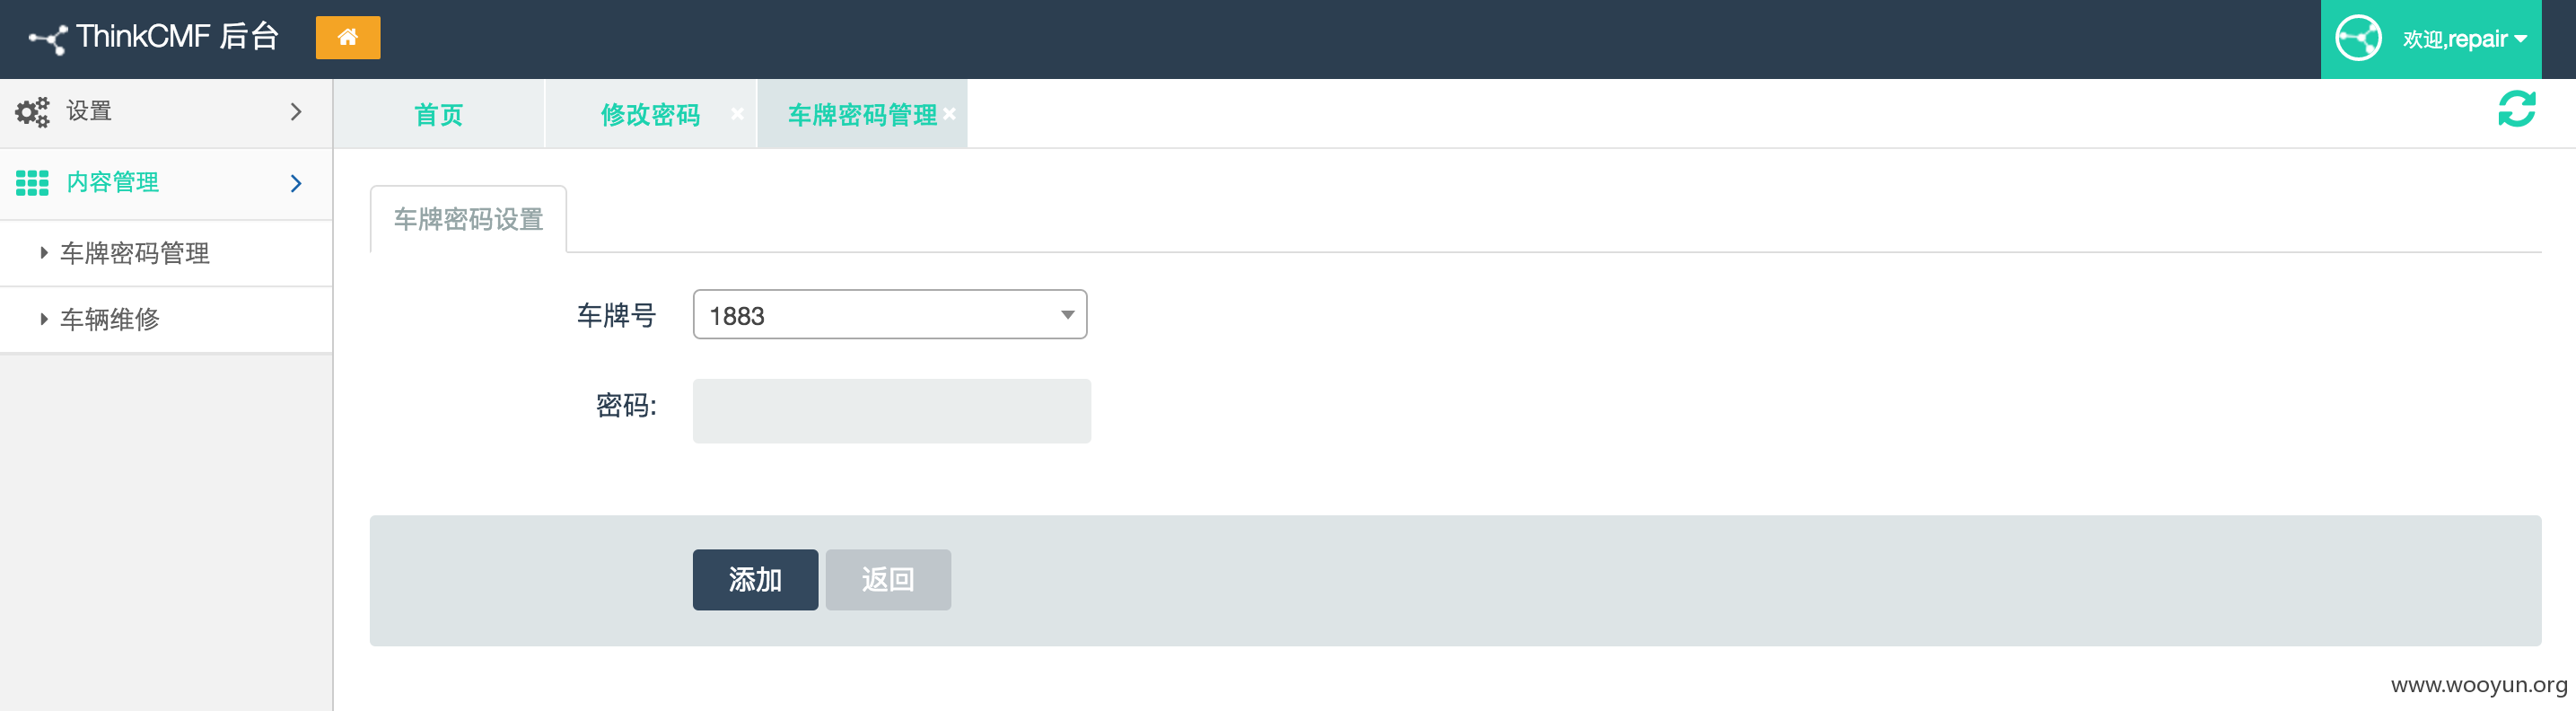 ThinkCMF 后台
欢迎,repair
设置
首页
修改密码
车牌密码管理
内容管理
车牌密码管理
车辆维修
车牌密码设置
车牌号
1883
密码:
添加
返回
www.wooyun.org